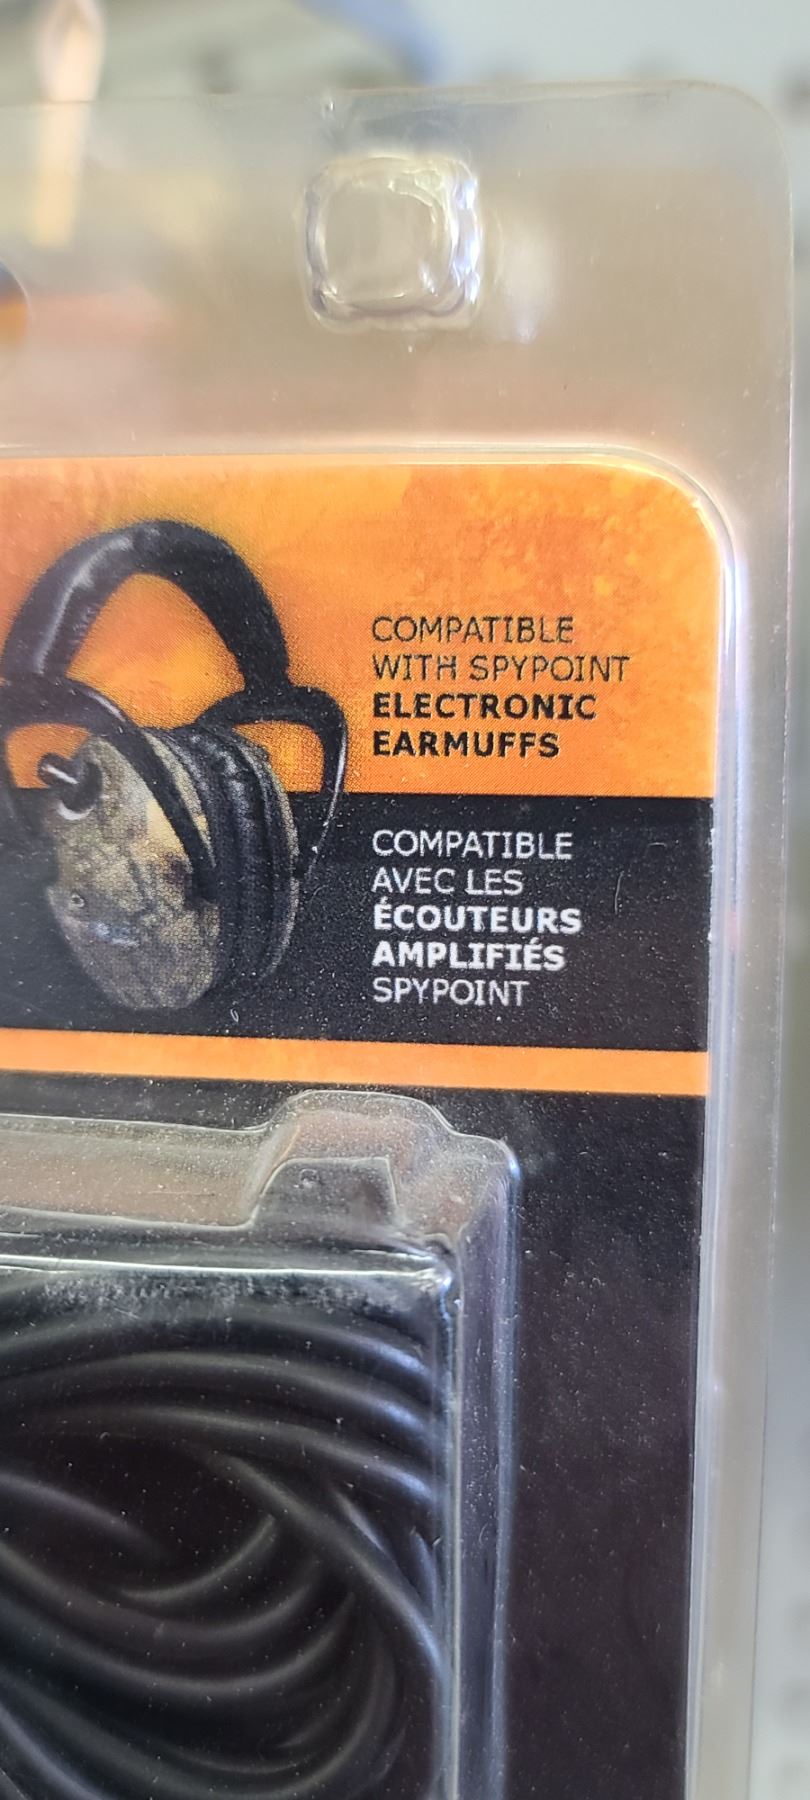 COMPATIBLE
WITH SPYPOINT
ELECTRONIC
EARMUFFS
COMPATIBLE
AVEC LES
ÉCOUTEURS
AMPLIFIÉS
SPYPOINT